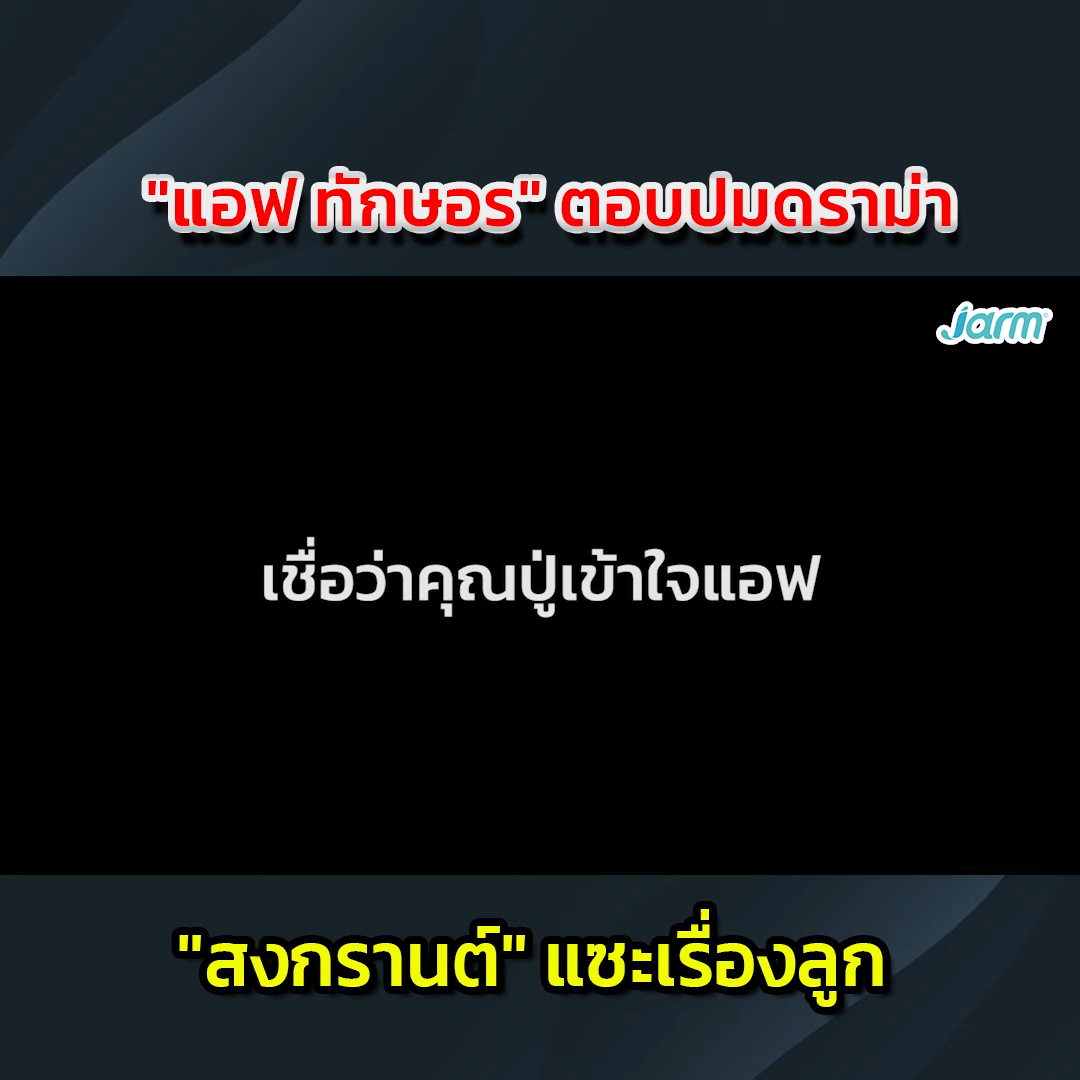 "แอฟ ทักษอร" ตอบปมดราม่า
jarm
เชื่อว่าคุณปู่เข้าใจแอฟ
"สงกรานต์" แซะเรื่องลูก